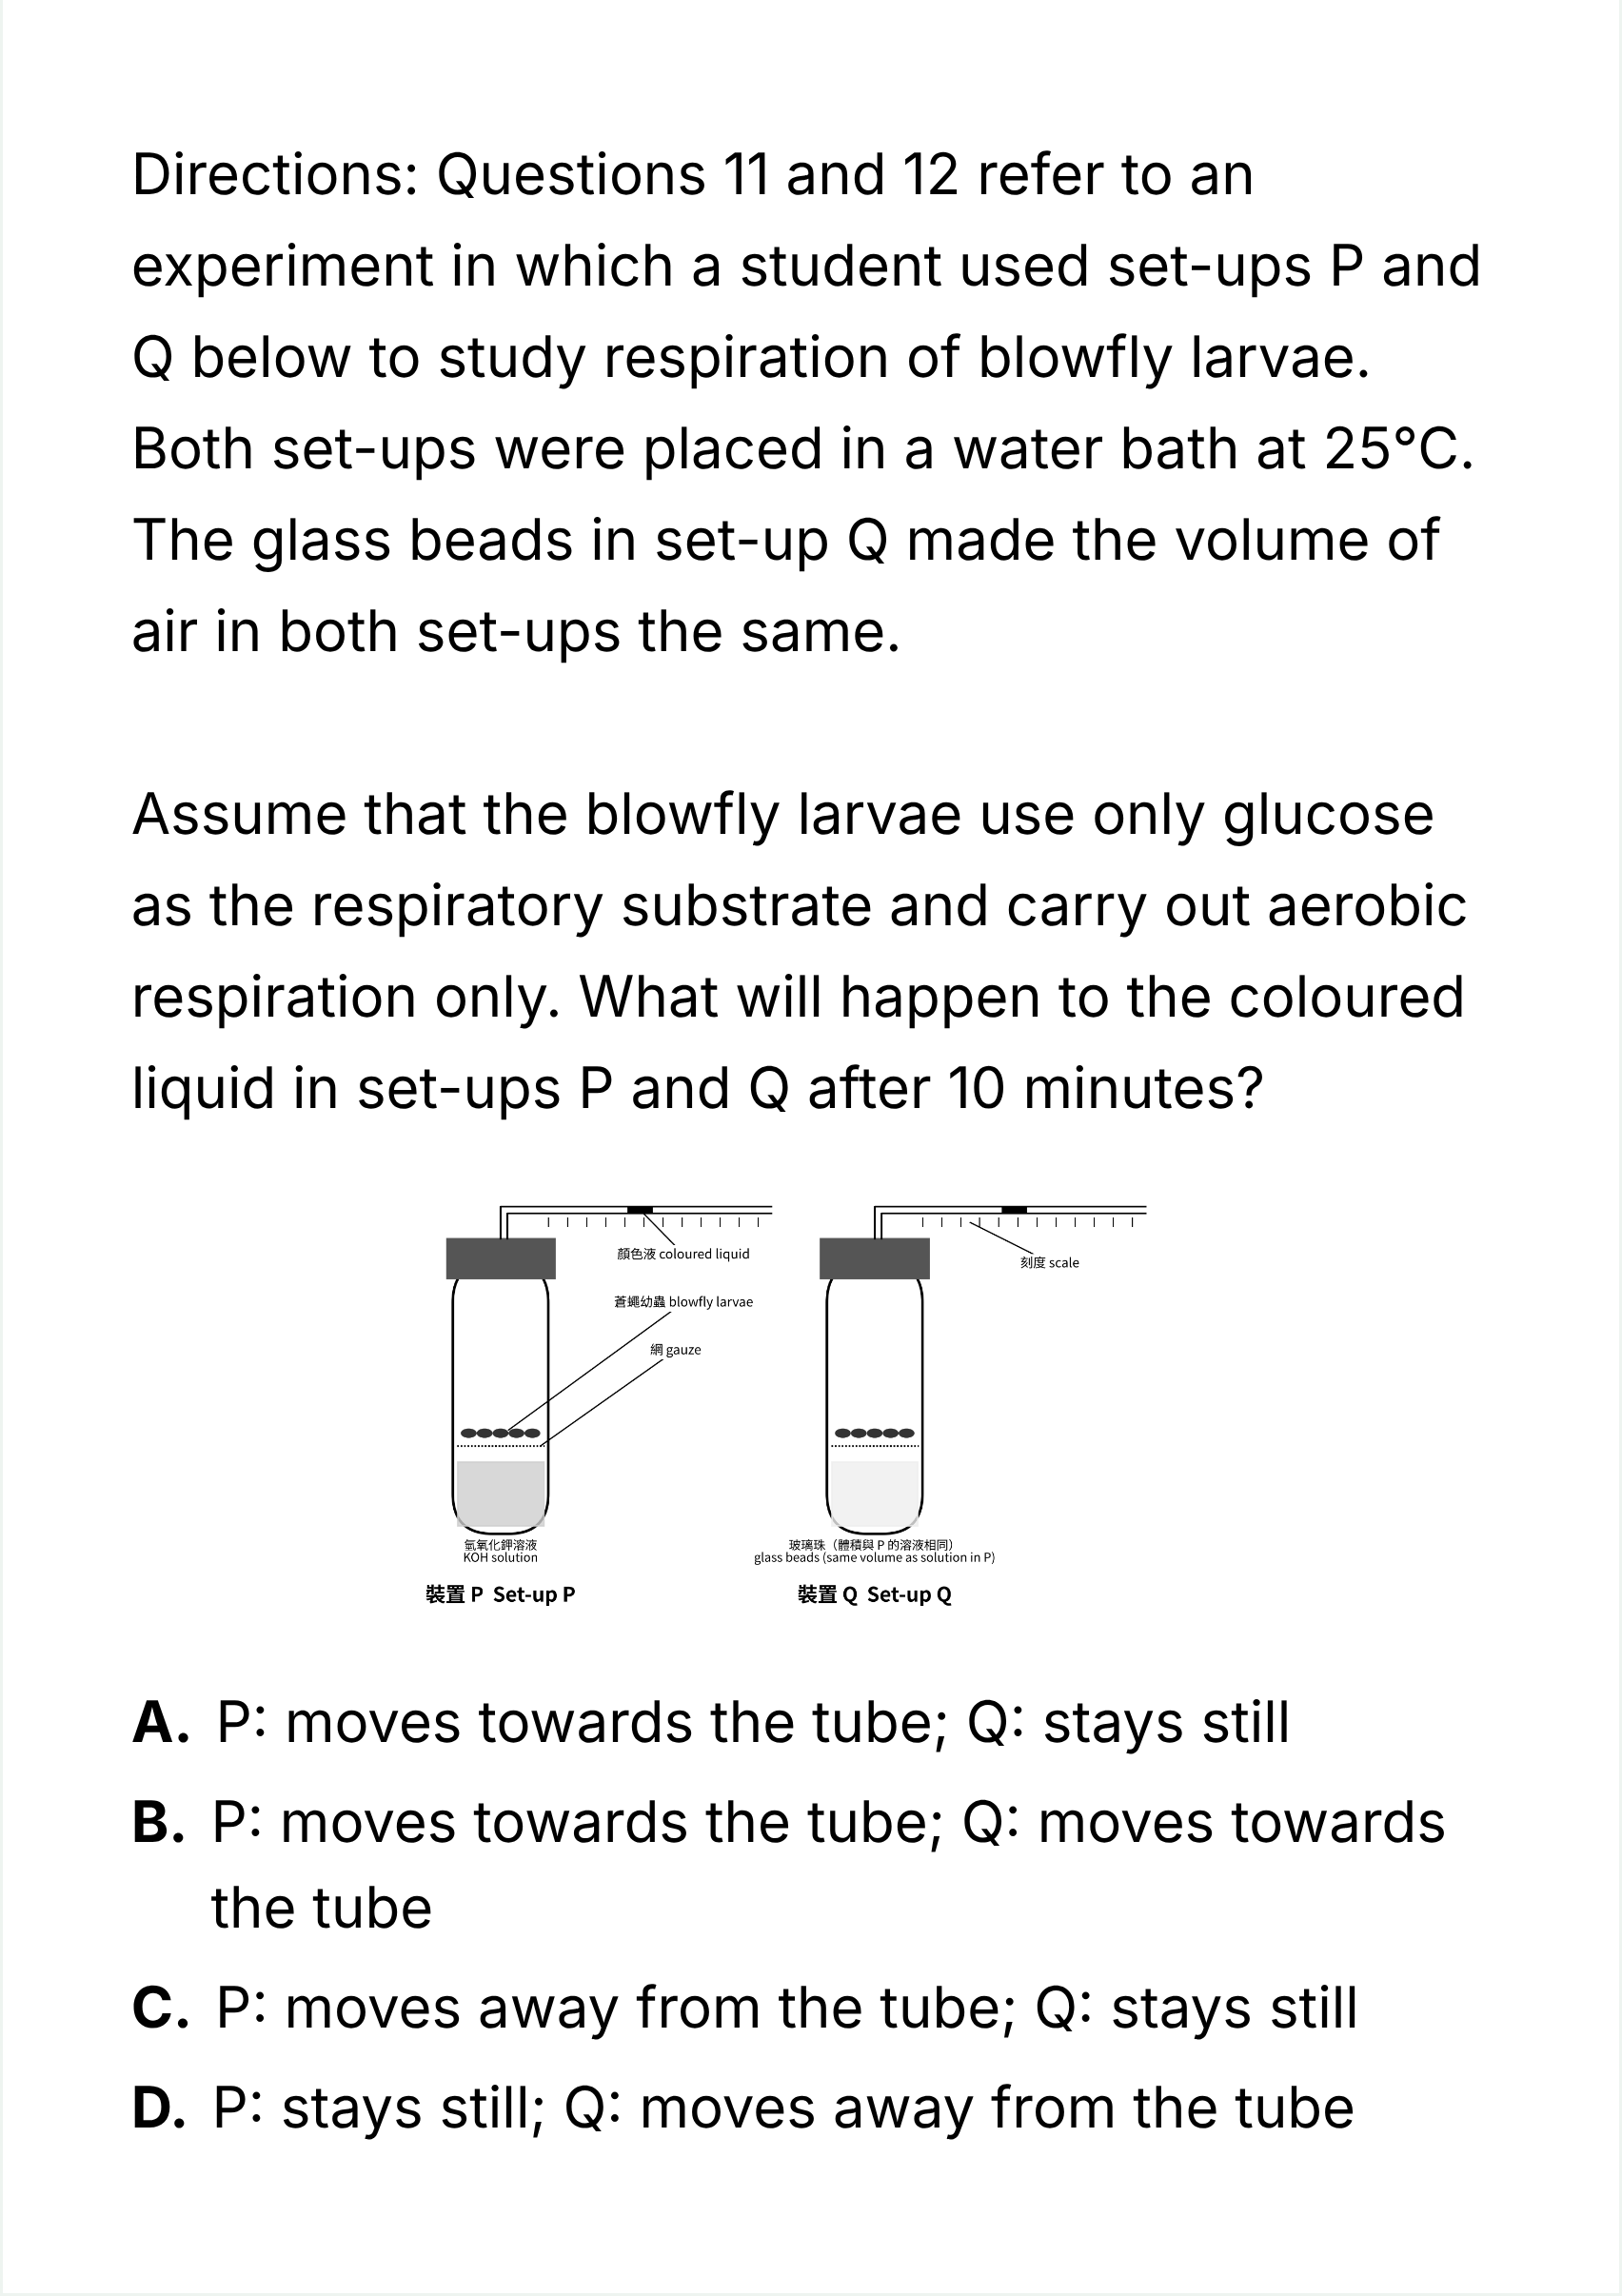 Directions: Questions 11 and 12 refer to an
experiment in which a student used set-ups P and
Q below to study respiration of blowfly larvae.
Both set-ups were placed in a water bath at 25°C.
The glass beads in set-up Q made the volume of
air in both set-ups the same.
Assume that the blowfly larvae use only glucose
as the respiratory substrate and carry out aerobic
respiration only. What will happen to the coloured
liquid in set-ups P and Q after 10 minutes?
顏色液 coloured liquid
刻度 scale
蒼蠅幼蟲 blowfly larvae
網 gauze
氫氧化鉀溶液
KOH solution
玻璃珠（體積與 P 的溶液相同）
glass beads (same volume as solution in P)
裝置 P Set-up P
裝置 Q Set-up Q
A. P: moves towards the tube; Q: stays still
B. P: moves towards the tube; Q: moves towards
the tube
C. P: moves away from the tube; Q: stays still
D. P: stays still; Q: moves away from the tube